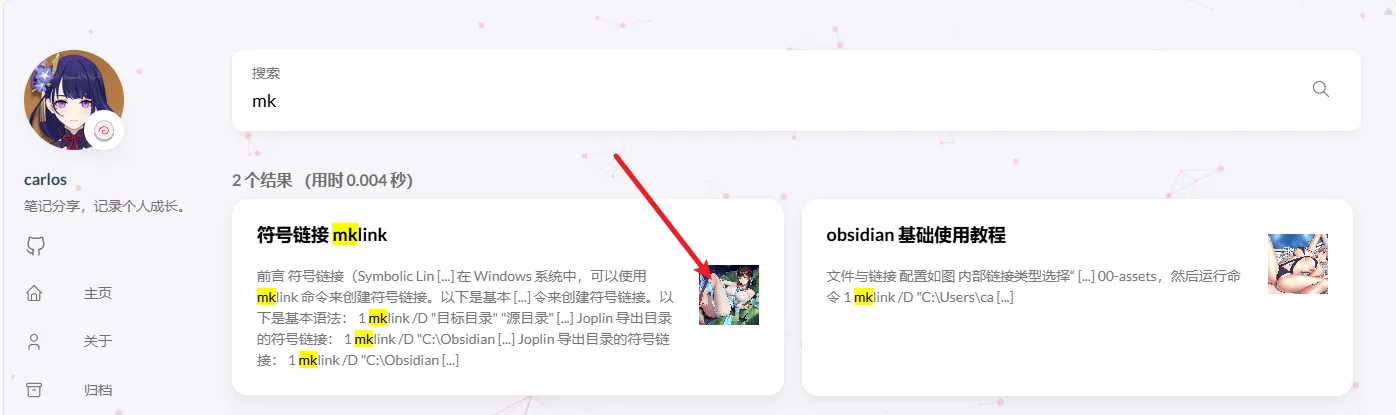 搜索
mk
carlos
笔记分享，记录个人成长。
主页
关于
归档
2 个结果 （用时 0.004 秒）
符号链接 mklink
前言 符号链接（Symbolic Lin [...] 在 Windows 系统中，可以使用
mklink 命令来创建符号链接。以下是基本 [...] 令来创建符号链接。以
下是基本语法： 1 mklink /D "目标目录" "源目录" [...] Joplin 导出目录
的符号链接： 1 mklink /D "C:\Obsidian [...] Joplin 导出目录的符号链
接： 1 mklink /D "C:\Obsidian [...]
obsidian 基础使用教程
文件与链接 配置如图 内部链接类型选择“ [...] 00-assets，然后运行命
令 1 mklink /D "C:\Users\ca [...]